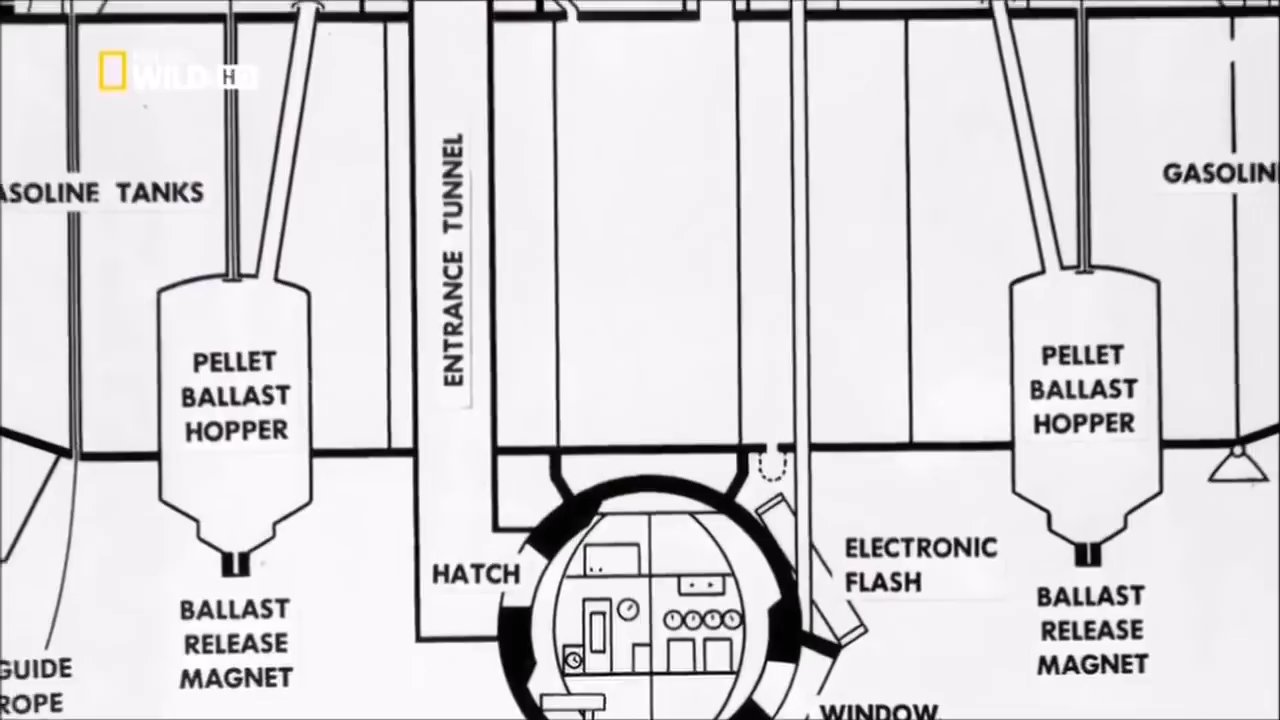 WILD HD
ASOLINE TANKS
GASOLIN
ENTRANCE TUNNEL
PELLET
BALLAST
HOPPER
PELLET
BALLAST
HOPPER
HATCH
ELECTRONIC
FLASH
BALLAST
RELEASE
MAGNET
BALLAST
RELEASE
MAGNET
GUIDE
ROPE
WINDOW